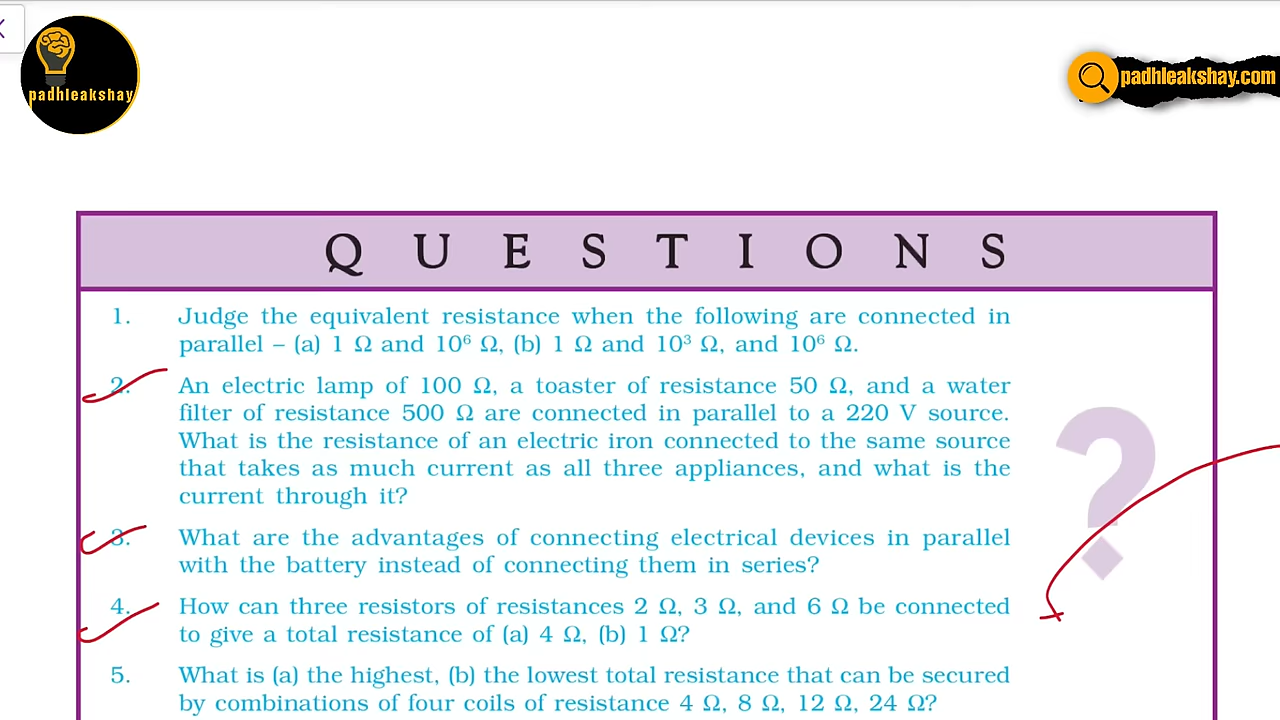 padhleakshay
padhleakshay.com
QUESTIONS
1. Judge the equivalent resistance when the following are connected in
parallel – (a) 1 Ω and 10⁶ Ω, (b) 1 Ω and 10³ Ω, and 10⁶ Ω.
2. An electric lamp of 100 Ω, a toaster of resistance 50 Ω, and a water
filter of resistance 500 Ω are connected in parallel to a 220 V source.
What is the resistance of an electric iron connected to the same source
that takes as much current as all three appliances, and what is the
current through it?
3. What are the advantages of connecting electrical devices in parallel
with the battery instead of connecting them in series?
4. How can three resistors of resistances 2 Ω, 3 Ω, and 6 Ω be connected
to give a total resistance of (a) 4 Ω, (b) 1 Ω?
5. What is (a) the highest, (b) the lowest total resistance that can be secured
by combinations of four coils of resistance 4 Ω, 8 Ω, 12 Ω, 24 Ω?
?